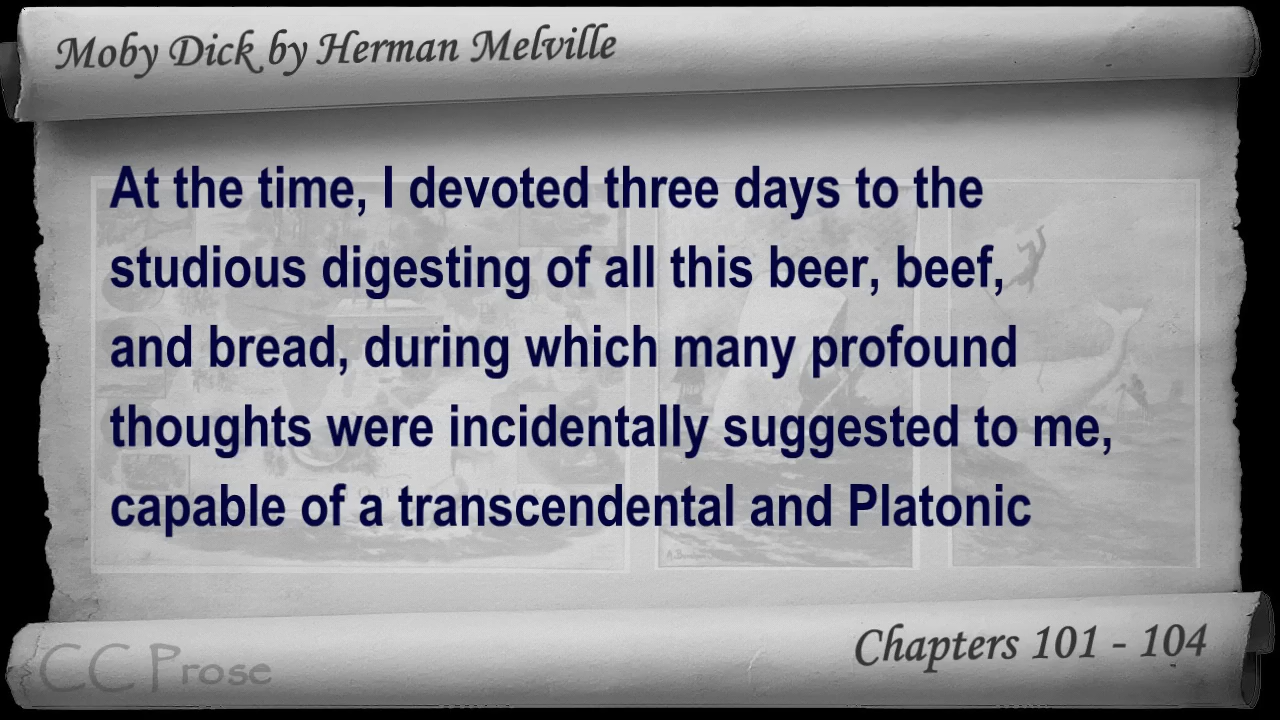 Moby Dick by Herman Melville
At the time, I devoted three days to the
studious digesting of all this beer, beef,
and bread, during which many profound
thoughts were incidentally suggested to me,
capable of a transcendental and Platonic
Chapters 101 - 104
CC Prose